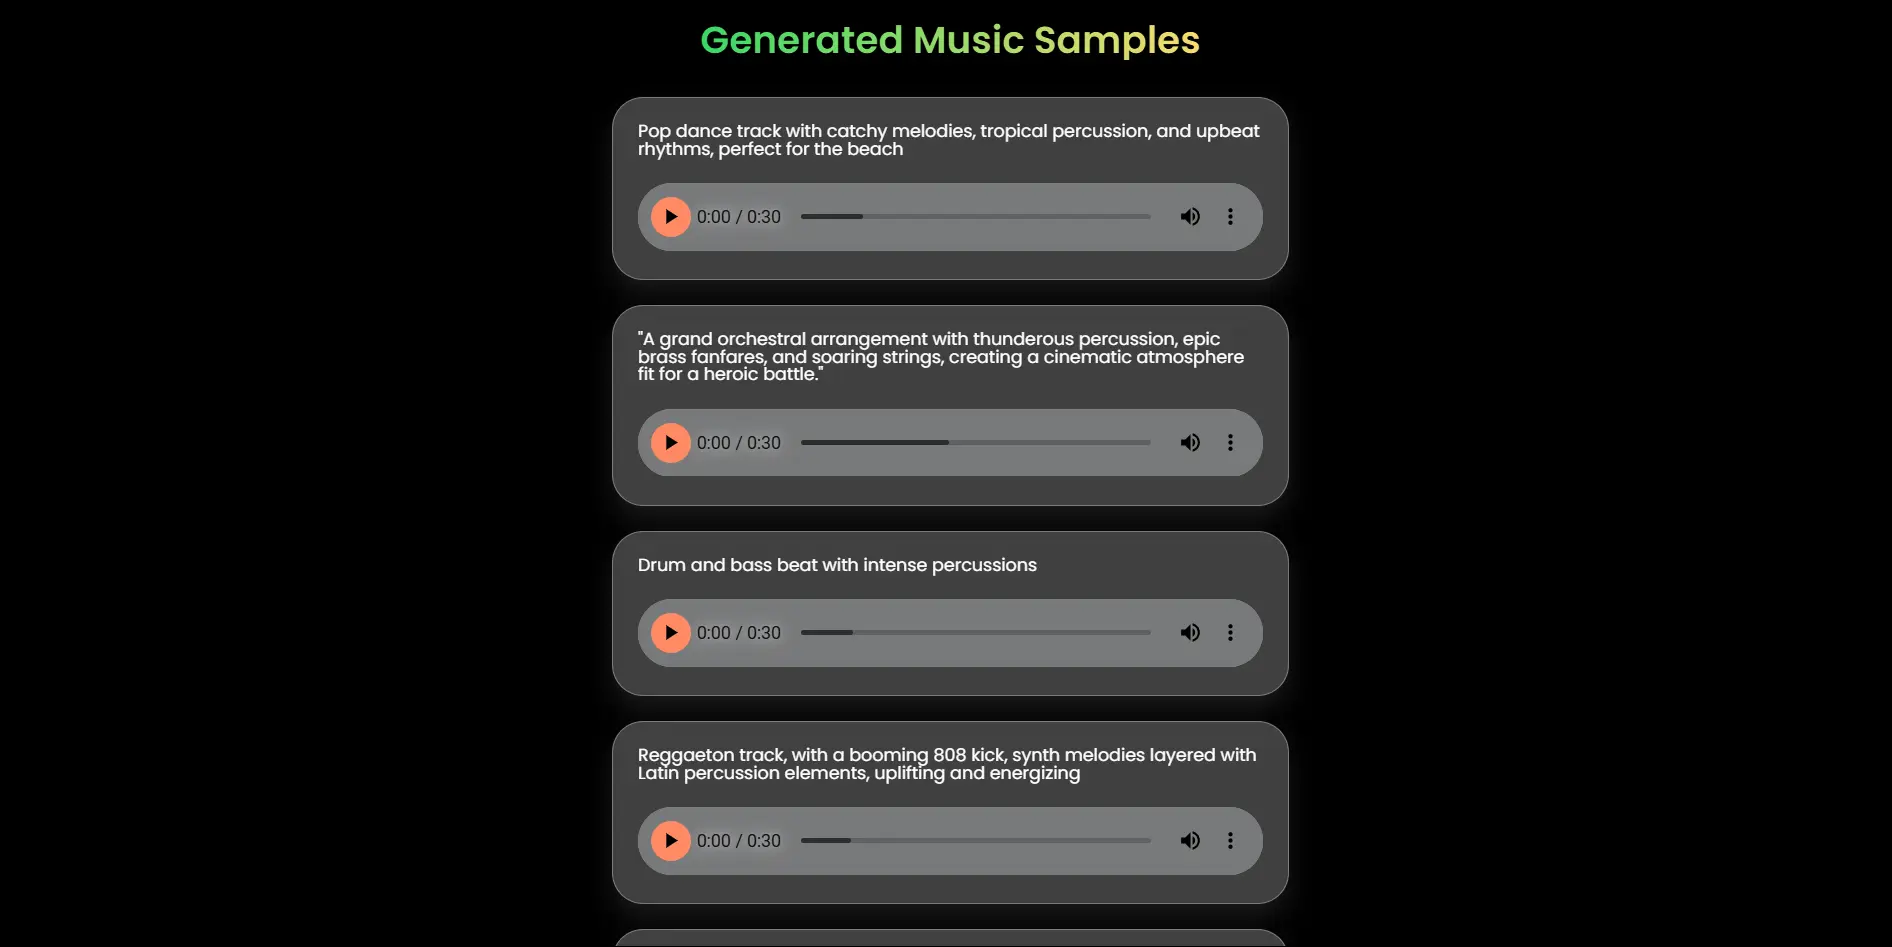 Generated Music Samples
Pop dance track with catchy melodies, tropical percussion, and upbeat
rhythms, perfect for the beach
0:00 / 0:30
"A grand orchestral arrangement with thunderous percussion, epic
brass fanfares, and soaring strings, creating a cinematic atmosphere
fit for a heroic battle."
0:00 / 0:30
Drum and bass beat with intense percussions
0:00 / 0:30
Reggaeton track, with a booming 808 kick, synth melodies layered with
Latin percussion elements, uplifting and energizing
0:00 / 0:30